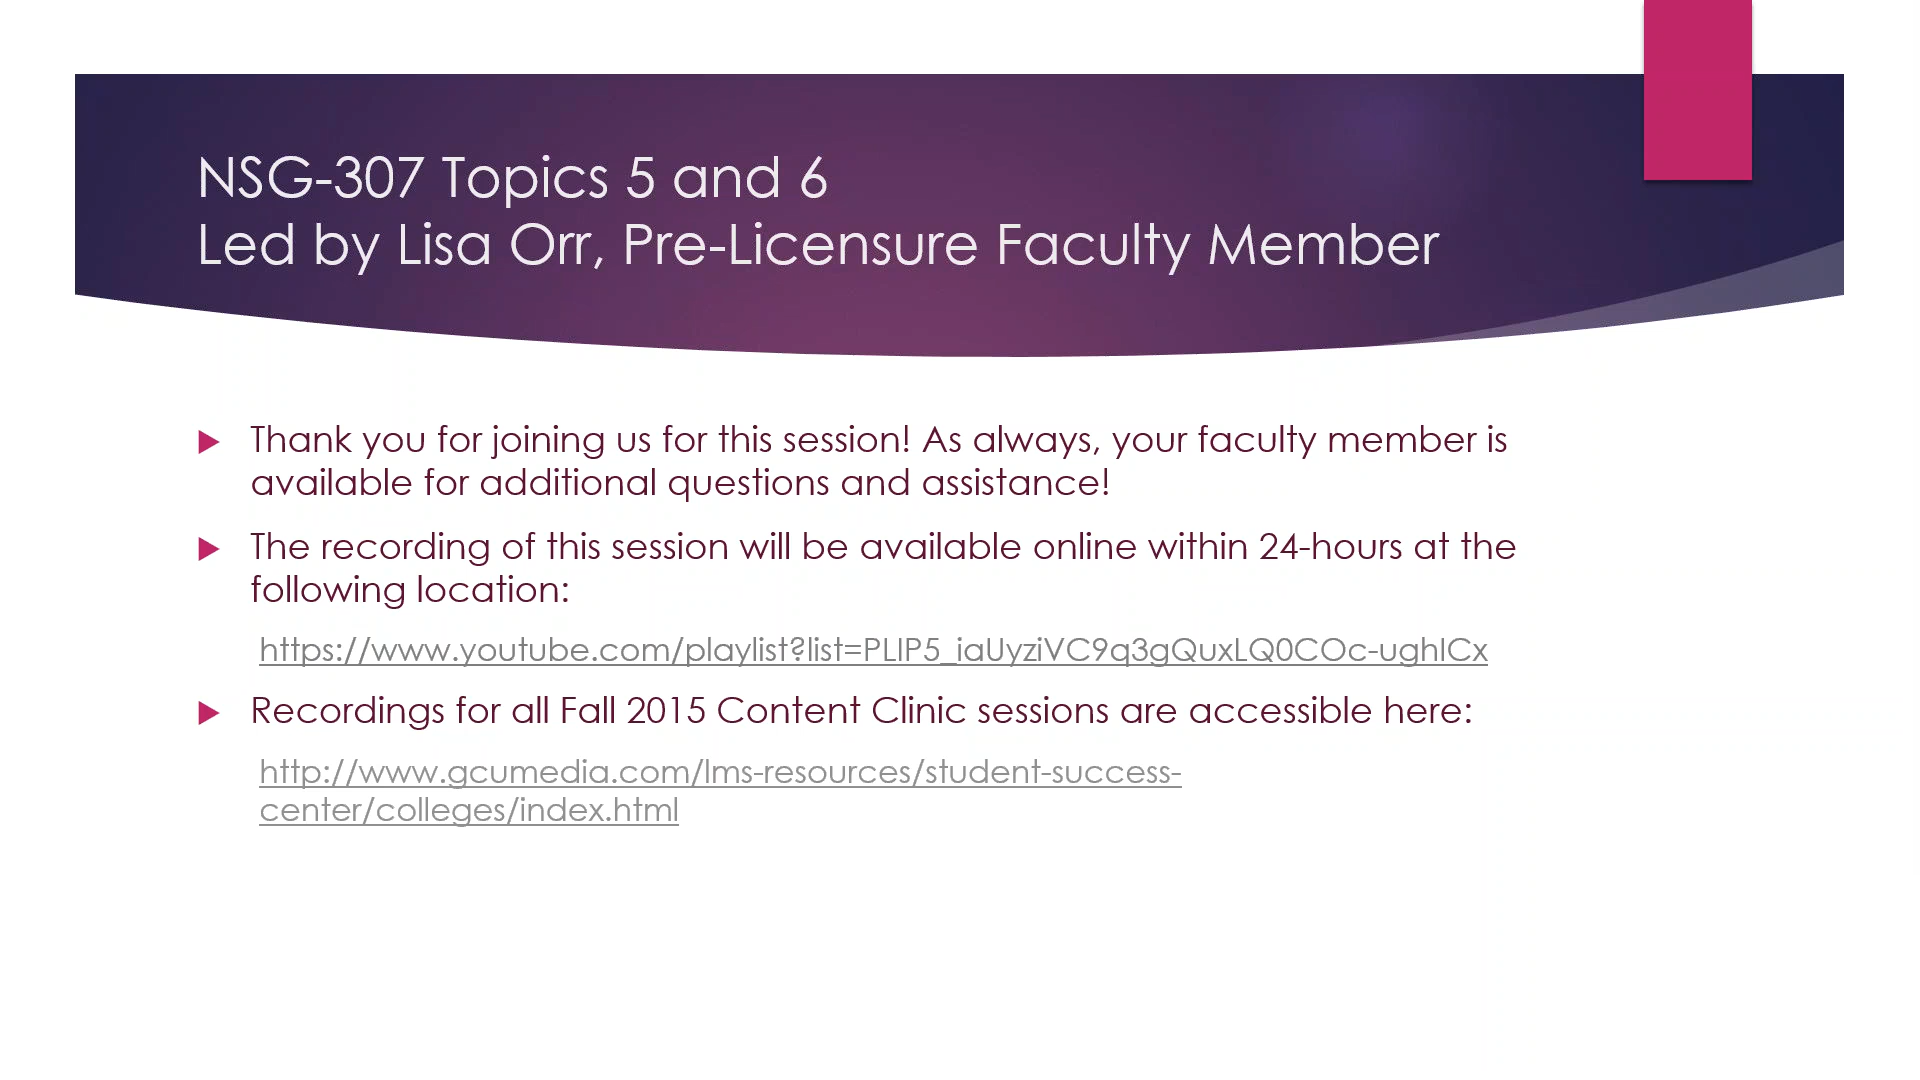 NSG-307 Topics 5 and 6
Led by Lisa Orr, Pre-Licensure Faculty Member
Thank you for joining us for this session! As always, your faculty member is
available for additional questions and assistance!
The recording of this session will be available online within 24-hours at the
following location:
https://www.youtube.com/playlist?list=PLIP5_iaUyziVC9q3gQuxLQ0COc-ughICx
Recordings for all Fall 2015 Content Clinic sessions are accessible here:
http://www.gcumedia.com/lms-resources/student-success-
center/colleges/index.html